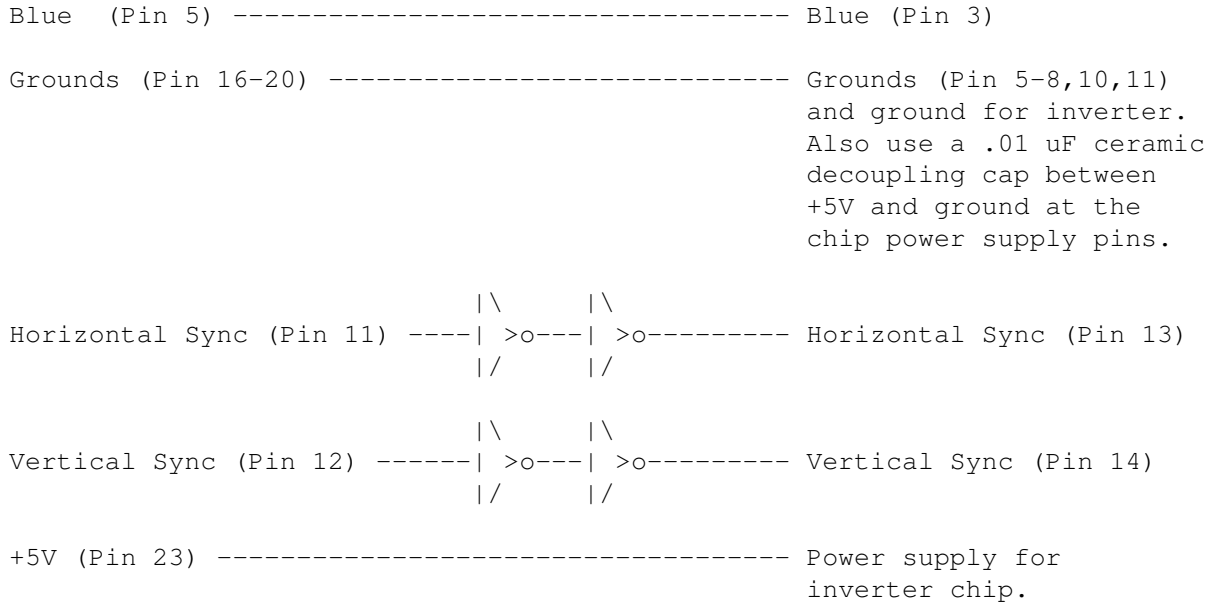 Blue  (Pin 5) ----------------------------------- Blue (Pin 3)
Grounds (Pin 16-20) ----------------------------- Grounds (Pin 5-8,10,11)
and ground for inverter.
Also use a .01 uF ceramic
decoupling cap between
+5V and ground at the
chip power supply pins.
|\     |\
Horizontal Sync (Pin 11) ----| >o---| >o--------- Horizontal Sync (Pin 13)
|/     |/
|\     |\
Vertical Sync (Pin 12) ------| >o---| >o--------- Vertical Sync (Pin 14)
|/     |/
+5V (Pin 23) ------------------------------------ Power supply for
inverter chip.